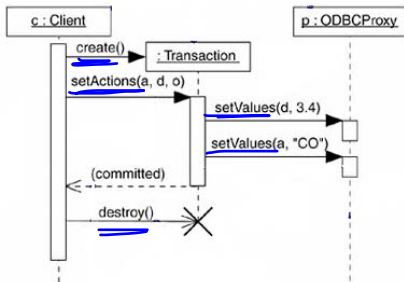 c : Client
p : ODBCProxy
create()
: Transaction
setActions(a, d, o)
setValues(d, 3.4)
setValues(a, "CO")
(committed)
destroy()